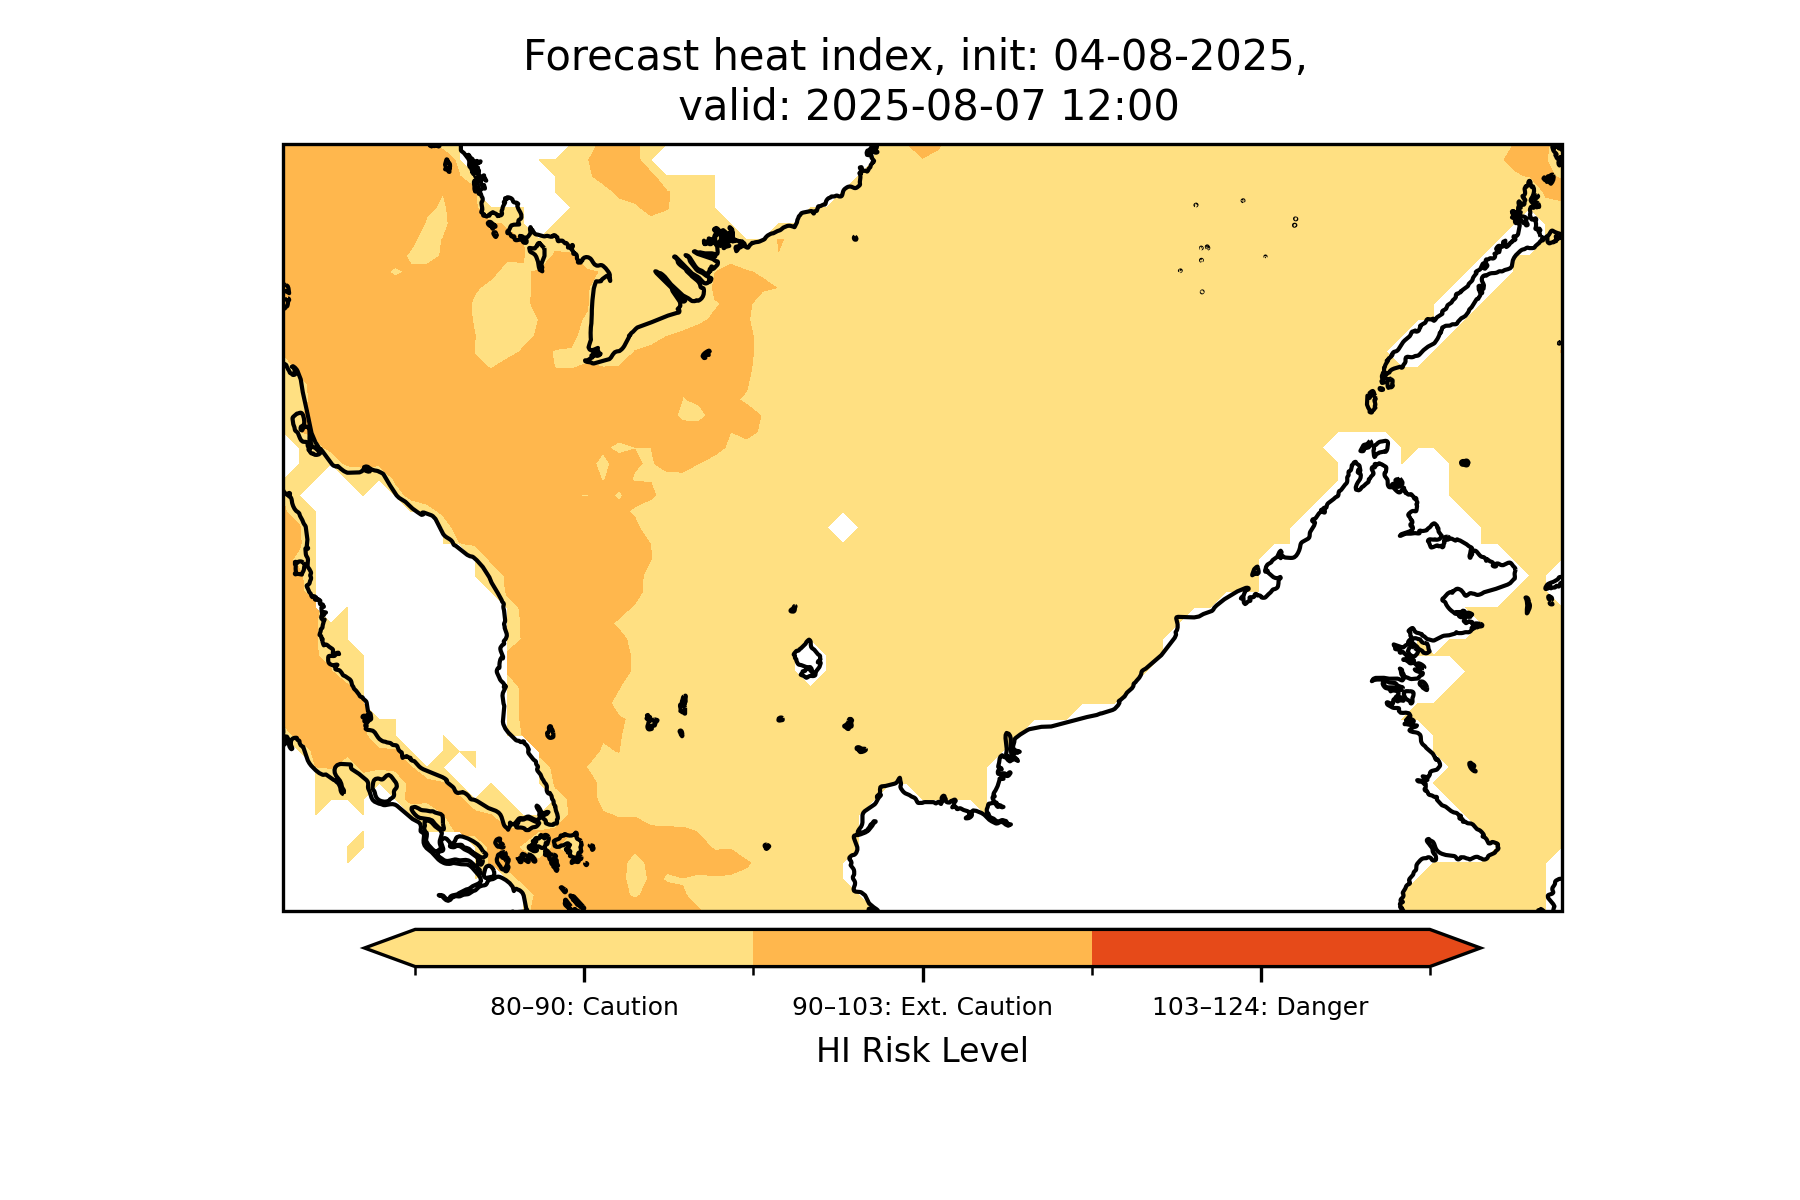 Forecast heat index, init: 04-08-2025,
valid: 2025-08-07 12:00
80–90: Caution
90–103: Ext. Caution
103–124: Danger
HI Risk Level